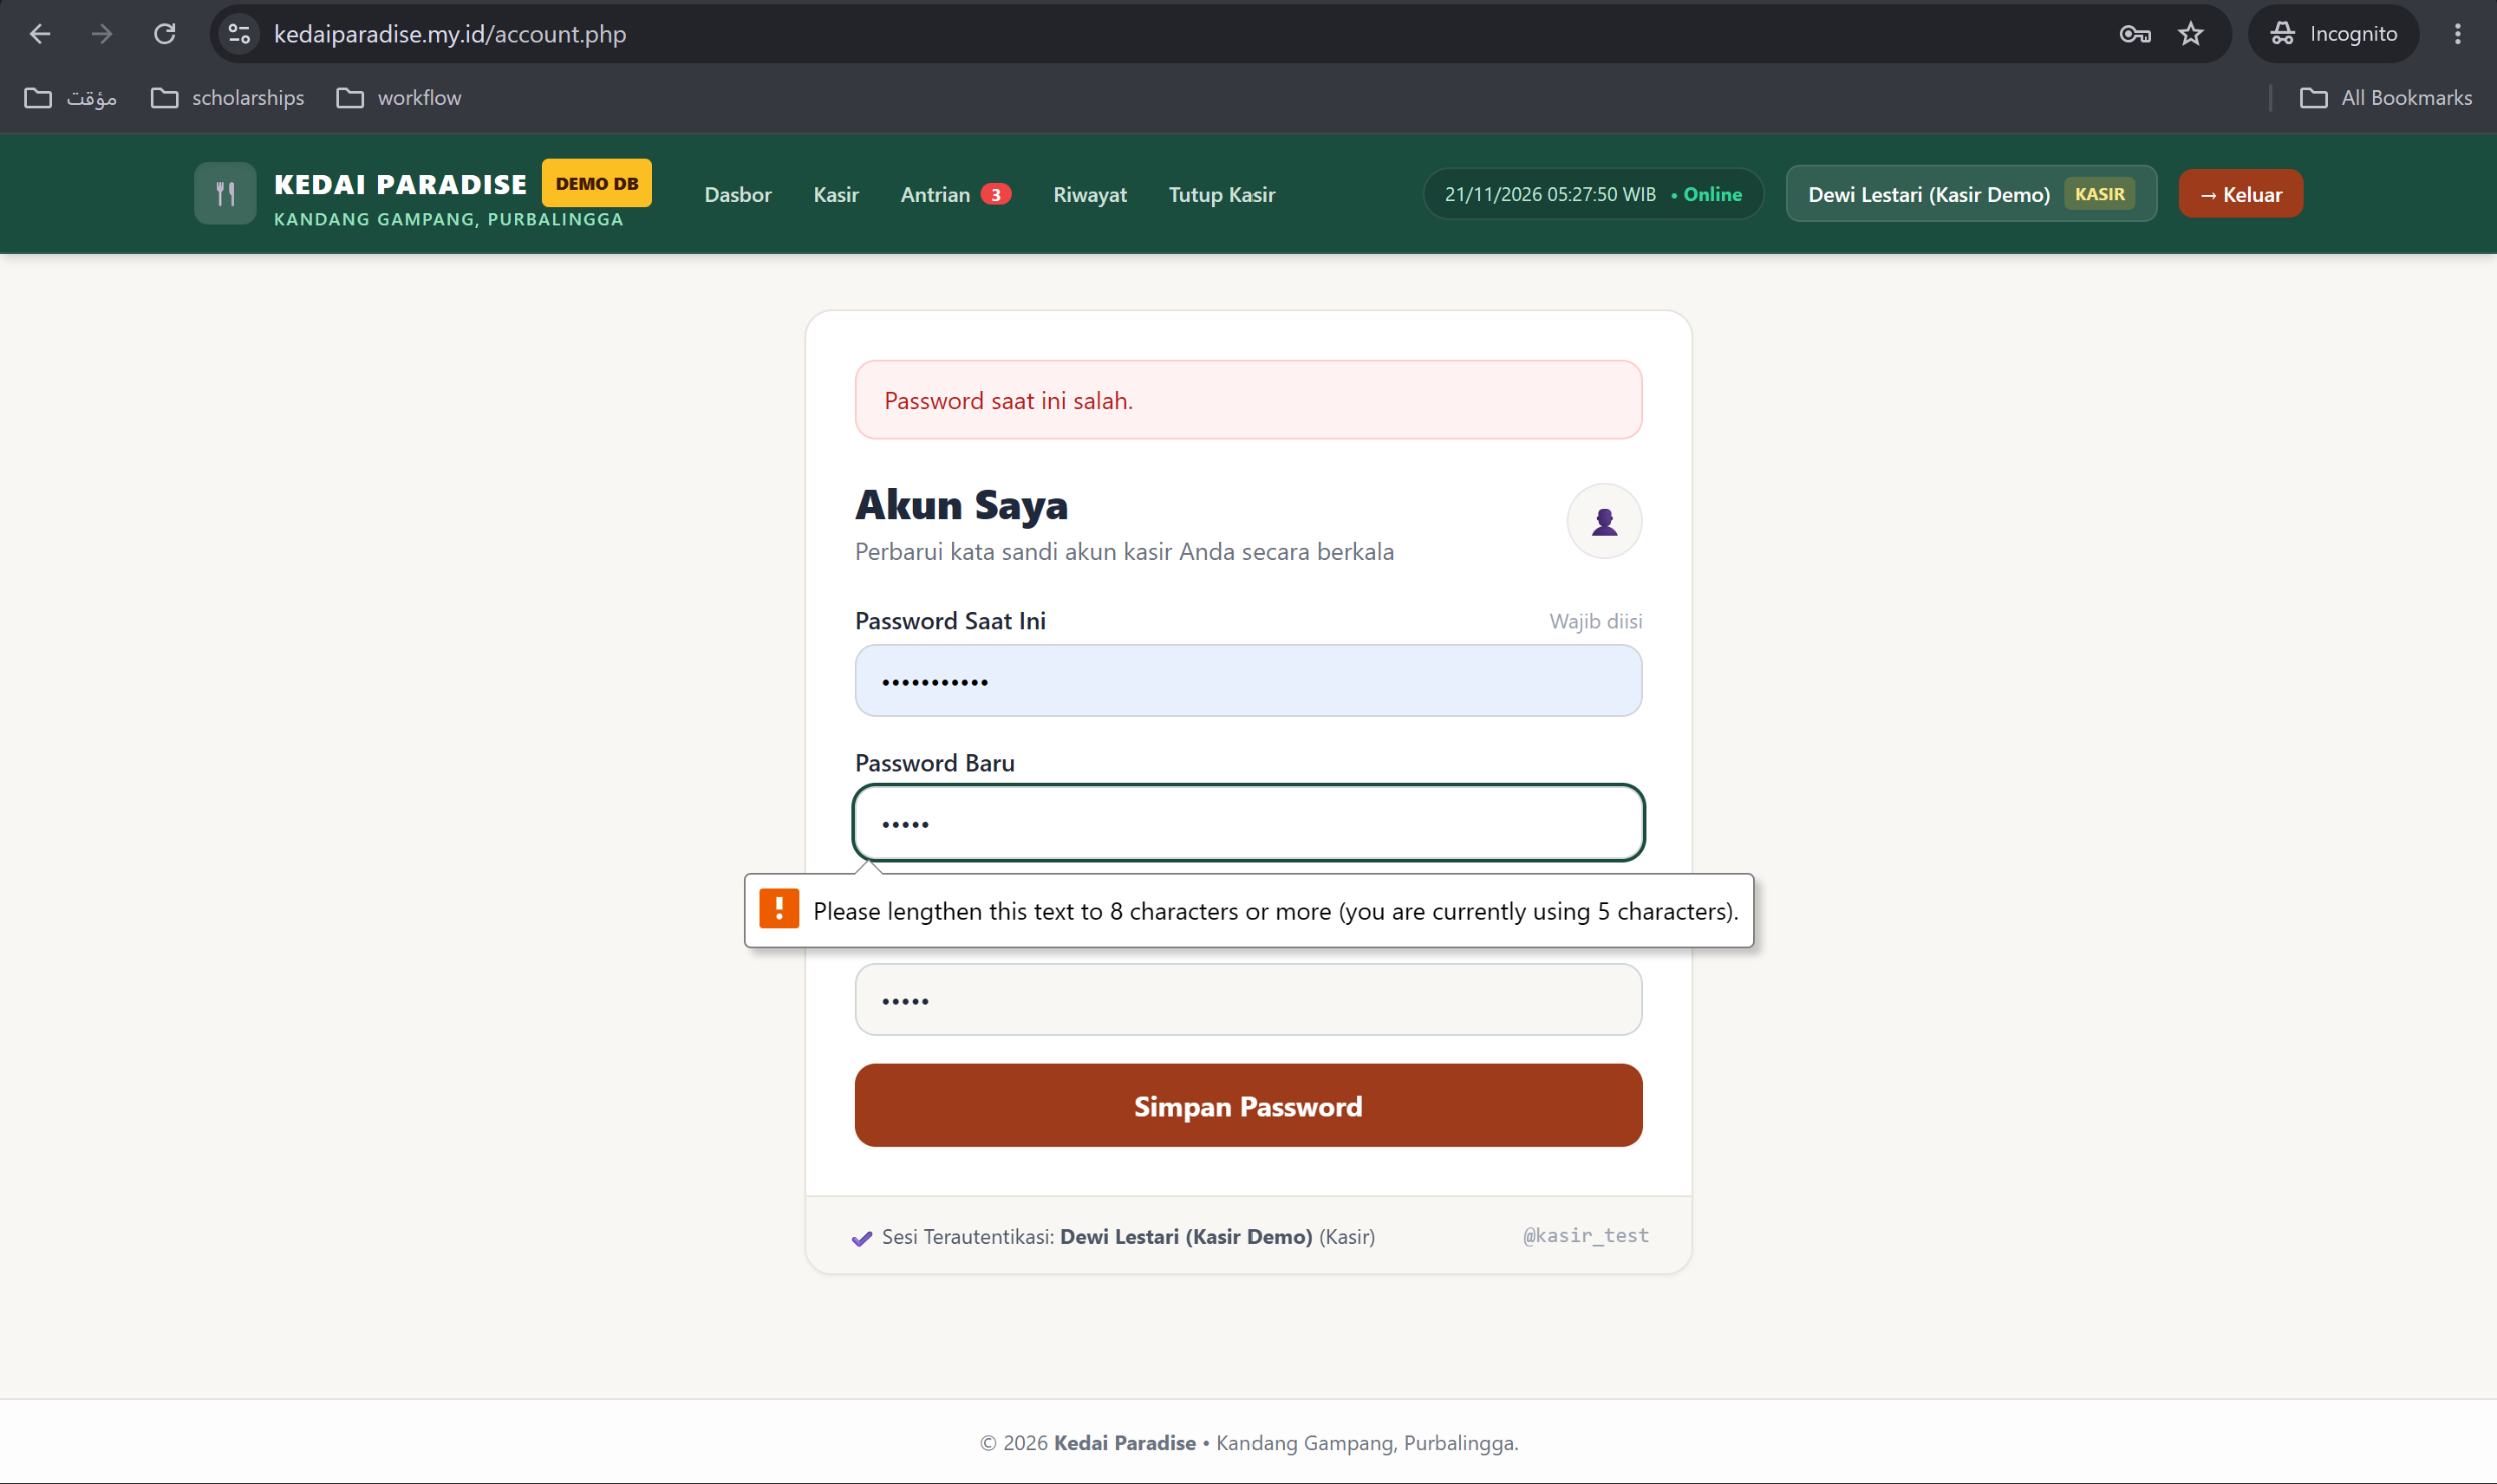 kedaiparadise.my.id/account.php
Incognito
مؤقت
scholarships
workflow
All Bookmarks
KEDAI PARADISE
DEMO DB
KANDANG GAMPANG, PURBALINGGA
Dasbor
Kasir
Antrian 3
Riwayat
Tutup Kasir
21/11/2026 05:27:50 WIB • Online
Dewi Lestari (Kasir Demo) KASIR
→ Keluar
Password saat ini salah.
Akun Saya
Perbarui kata sandi akun kasir Anda secara berkala
Password Saat Ini
Wajib diisi
•••••••••••
Password Baru
•••••
Please lengthen this text to 8 characters or more (you are currently using 5 characters).
•••••
Simpan Password
Sesi Terautentikasi: Dewi Lestari (Kasir Demo) (Kasir)
@kasir_test
© 2026 Kedai Paradise • Kandang Gampang, Purbalingga.